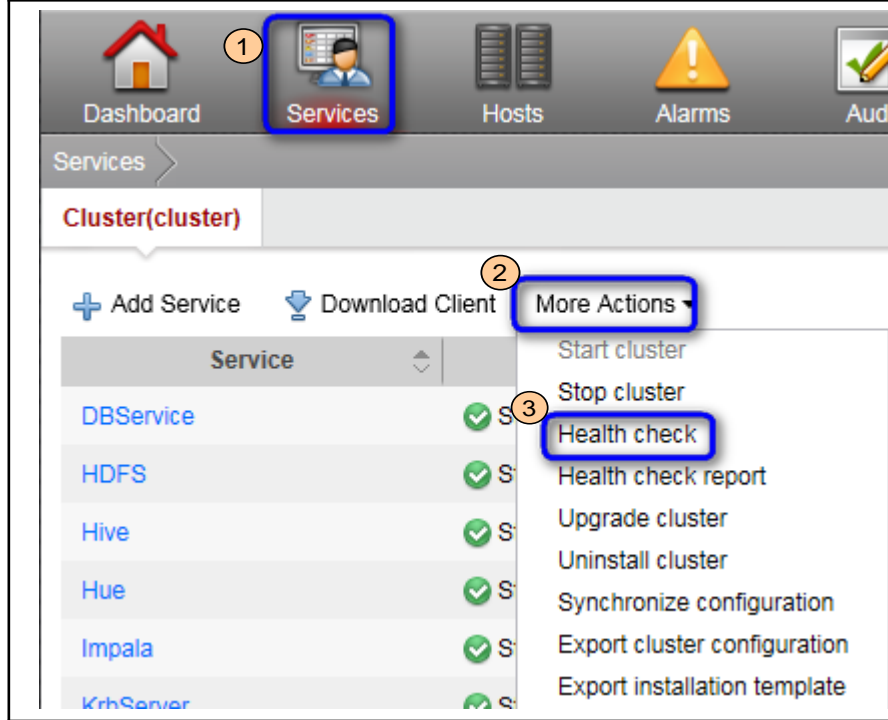 1
Dashboard Services Hosts Alarms
Services
Cluster(cluster)
2
Add Service Download Client More Actions
Service
Start cluster
Stop cluster
3
DBService
Health check
HDFS
Health check report
Upgrade cluster
Hive
Uninstall cluster
Hue
Synchronize configuration
Impala
Export cluster configuration
Export installation template
KrbServer